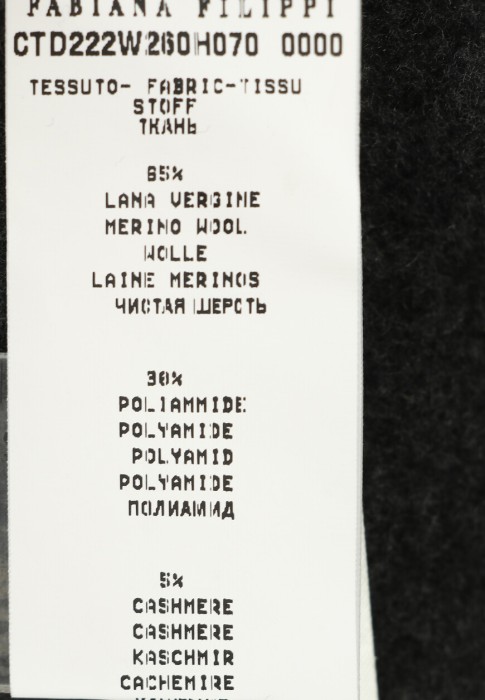 FABIANA FILIPPI
CTD222W260H070 0000
TESSUTO- FABRIC-TISSU
STOFF
ТКАНЬ
65%
LANA VERGINE
MERINO WOOL
WOLLE
LAINE MERINOS
ЧИСТАЯ ШЕРСТЬ
30%
POLIAMMIDE
POLYAMIDE
POLYAMID
POLYAMIDE
ПОЛИАМИД
5%
CASHMERE
CASHMERE
KASCHMIR
CACHEMIRE